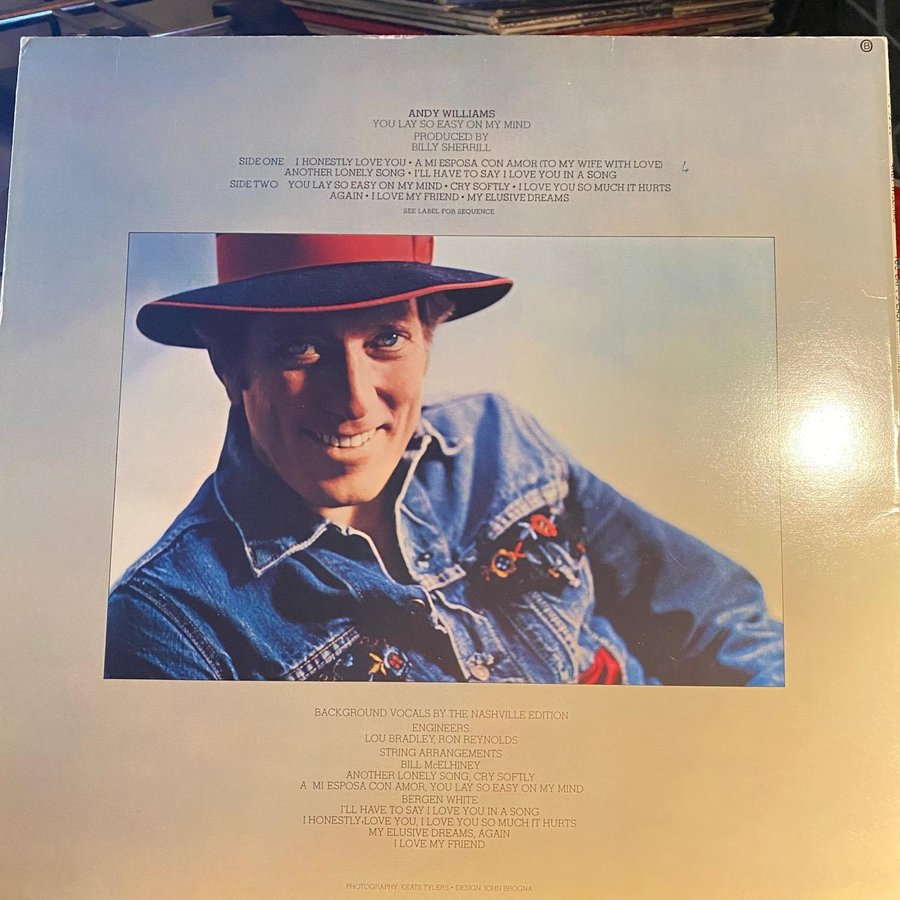 B
ANDY WILLIAMS
YOU LAY SO EASY ON MY MIND
PRODUCED BY
BILLY SHERRILL
SIDE ONE I HONESTLY LOVE YOU • A MI ESPOSA CON AMOR (TO MY WIFE WITH LOVE)
ANOTHER LONELY SONG • I'LL HAVE TO SAY I LOVE YOU IN A SONG
SIDE TWO YOU LAY SO EASY ON MY MIND • CRY SOFTLY • I LOVE YOU SO MUCH IT HURTS
AGAIN • I LOVE MY FRIEND • MY ELUSIVE DREAMS
SEE LABEL FOR SEQUENCE
BACKGROUND VOCALS BY THE NASHVILLE EDITION
ENGINEERS:
LOU BRADLEY, RON REYNOLDS
STRING ARRANGEMENTS
BILL McELHINEY
ANOTHER LONELY SONG, CRY SOFTLY
A MI ESPOSA CON AMOR, YOU LAY SO EASY ON MY MIND
BERGEN WHITE
I'LL HAVE TO SAY I LOVE YOU IN A SONG
I HONESTLY LOVE YOU, I LOVE YOU SO MUCH IT HURTS
MY ELUSIVE DREAMS, AGAIN
I LOVE MY FRIEND
PHOTOGRAPHY KEATS TYLERS • DESIGN JOHN BROGNA